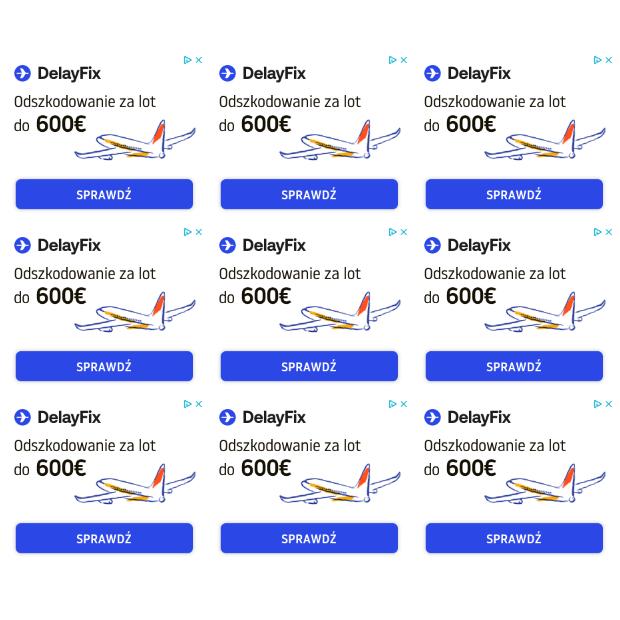 DelayFix
Odszkodowanie za lot
do 600€
SPRAWDŹ
DelayFix
Odszkodowanie za lot
do 600€
SPRAWDŹ
DelayFix
Odszkodowanie za lot
do 600€
SPRAWDŹ
DelayFix
Odszkodowanie za lot
do 600€
SPRAWDŹ
DelayFix
Odszkodowanie za lot
do 600€
SPRAWDŹ
DelayFix
Odszkodowanie za lot
do 600€
SPRAWDŹ
DelayFix
Odszkodowanie za lot
do 600€
SPRAWDŹ
DelayFix
Odszkodowanie za lot
do 600€
SPRAWDŹ
DelayFix
Odszkodowanie za lot
do 600€
SPRAWDŹ